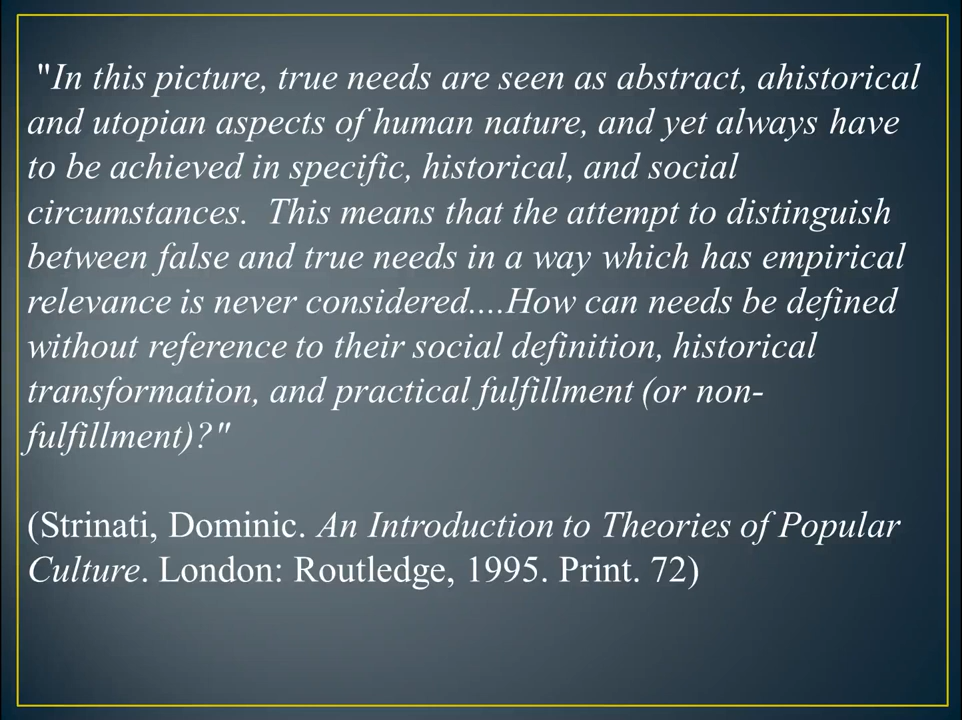 "In this picture, true needs are seen as abstract, ahistorical
and utopian aspects of human nature, and yet always have
to be achieved in specific, historical, and social
circumstances.  This means that the attempt to distinguish
between false and true needs in a way which has empirical
relevance is never considered....How can needs be defined
without reference to their social definition, historical
transformation, and practical fulfillment (or non-
fulfillment)?"
(Strinati, Dominic. An Introduction to Theories of Popular
Culture. London: Routledge, 1995. Print. 72)